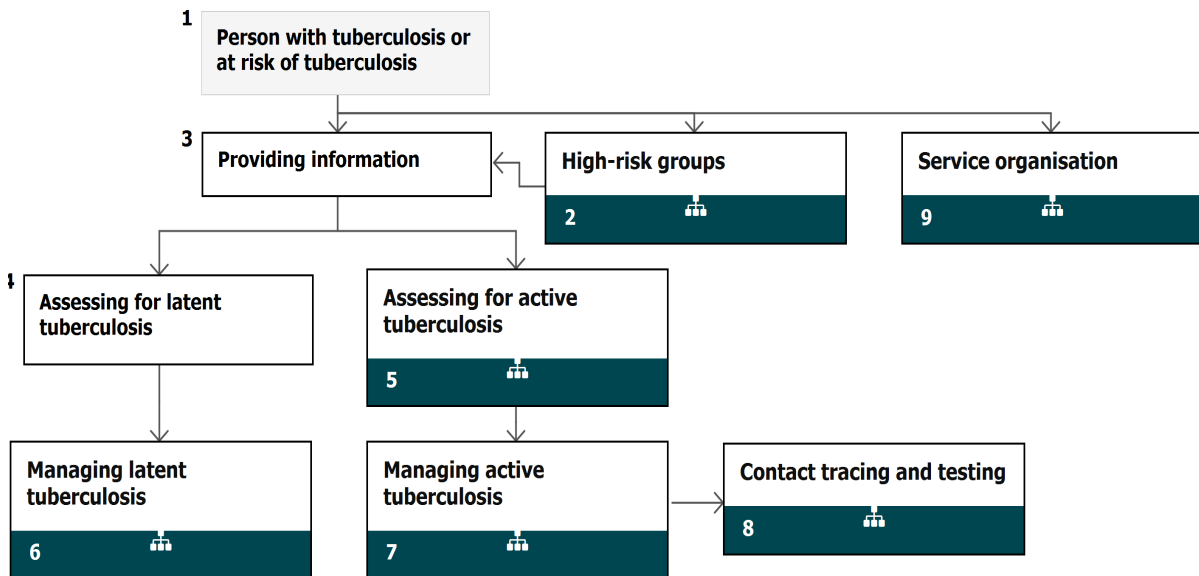 1
Person with tuberculosis or
at risk of tuberculosis
3
Providing information
High-risk groups
2
Service organisation
9
4
Assessing for latent
tuberculosis
Assessing for active
tuberculosis
5
Managing latent
tuberculosis
6
Managing active
tuberculosis
7
Contact tracing and testing
8